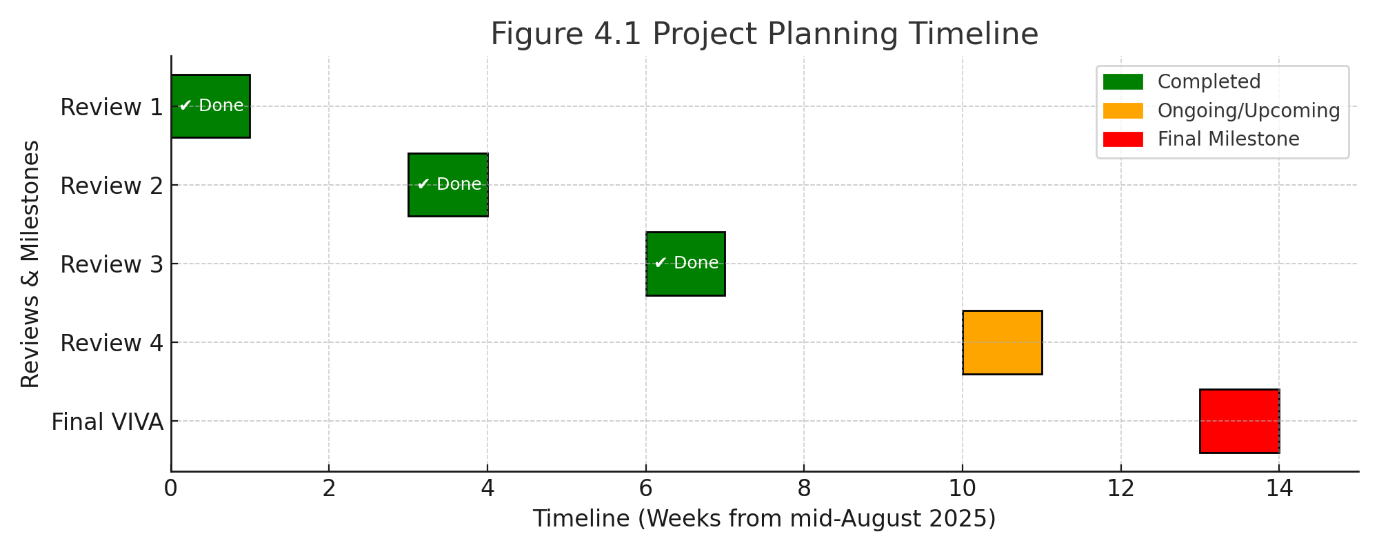 Figure 4.1 Project Planning Timeline
Completed
Ongoing/Upcoming
Final Milestone
Reviews & Milestones
Review 1
✔ Done
Review 2
✔ Done
Review 3
✔ Done
Review 4
Final VIVA
0 2 4 6 8 10 12 14
Timeline (Weeks from mid-August 2025)